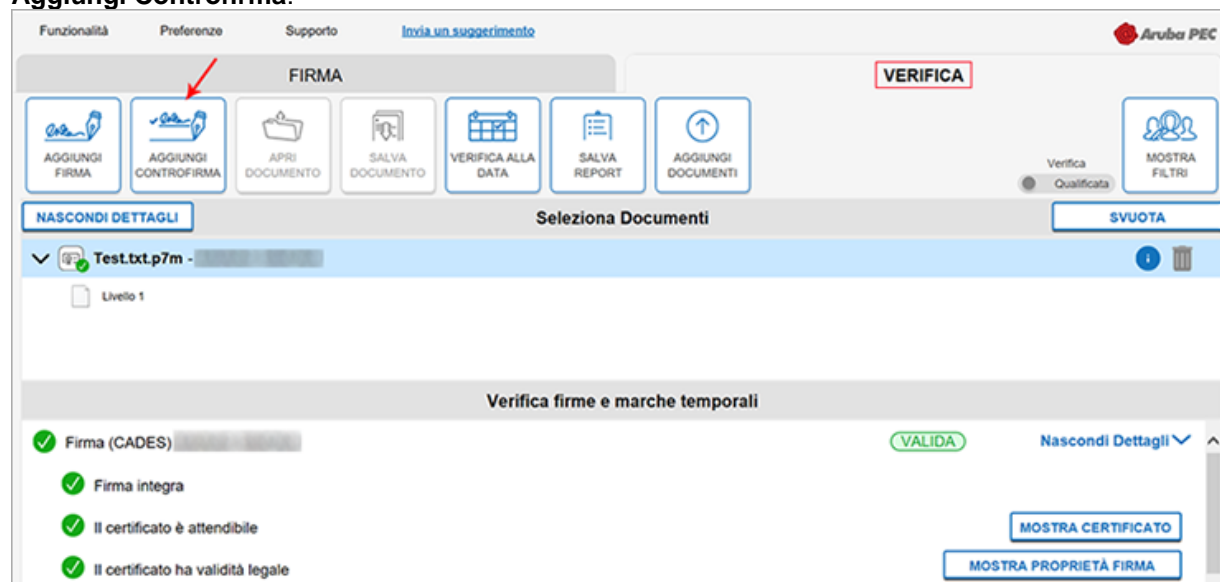 Aggiungi Controfirma.
Funzionalità Preferenze Supporto Invia un suggerimento Aruba PEC
FIRMA VERIFICA
AGGIUNGI FIRMA
AGGIUNGI CONTROFIRMA
APRI DOCUMENTO
SALVA DOCUMENTO
VERIFICA ALLA DATA
SALVA REPORT
AGGIUNGI DOCUMENTI
Verifica
Qualificata
MOSTRA FILTRI
NASCONDI DETTAGLI Seleziona Documenti SVUOTA
Test.txt.p7m -
Livello 1
Verifica firme e marche temporali
Firma (CADES) VALIDA Nascondi Dettagli
Firma integra
Il certificato è attendibile MOSTRA CERTIFICATO
Il certificato ha validità legale MOSTRA PROPRIETÀ FIRMA